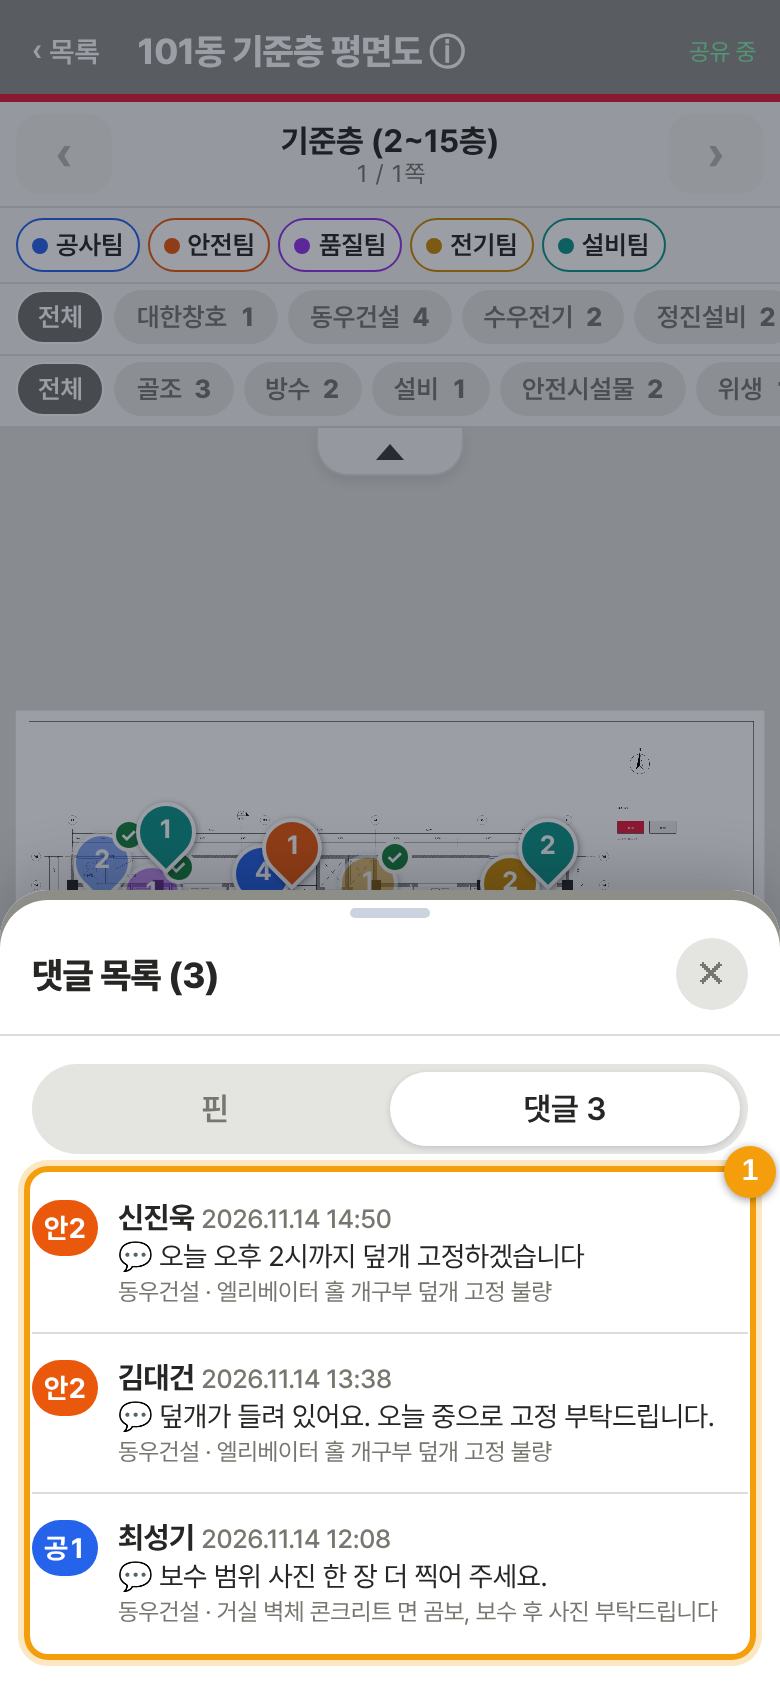 ‹ 목록 101동 기준층 평면도 ⓘ 공유 중
‹ 기준층 (2~15층) ›
1 / 1쪽
공사팀 안전팀 품질팀 전기팀 설비팀
전체 대한창호 1 동우건설 4 수우전기 2 정진설비 2
전체 골조 3 방수 2 설비 1 안전시설물 2 위생
1 1 2
2 1 4 1 2
댓글 목록 (3)
핀 댓글 3
1
안2 신진욱 2026.11.14 14:50
💬 오늘 오후 2시까지 덮개 고정하겠습니다
동우건설 · 엘리베이터 홀 개구부 덮개 고정 불량
안2 김대건 2026.11.14 13:38
💬 덮개가 들려 있어요. 오늘 중으로 고정 부탁드립니다.
동우건설 · 엘리베이터 홀 개구부 덮개 고정 불량
공1 최성기 2026.11.14 12:08
💬 보수 범위 사진 한 장 더 찍어 주세요.
동우건설 · 거실 벽체 콘크리트 면 곰보, 보수 후 사진 부탁드립니다